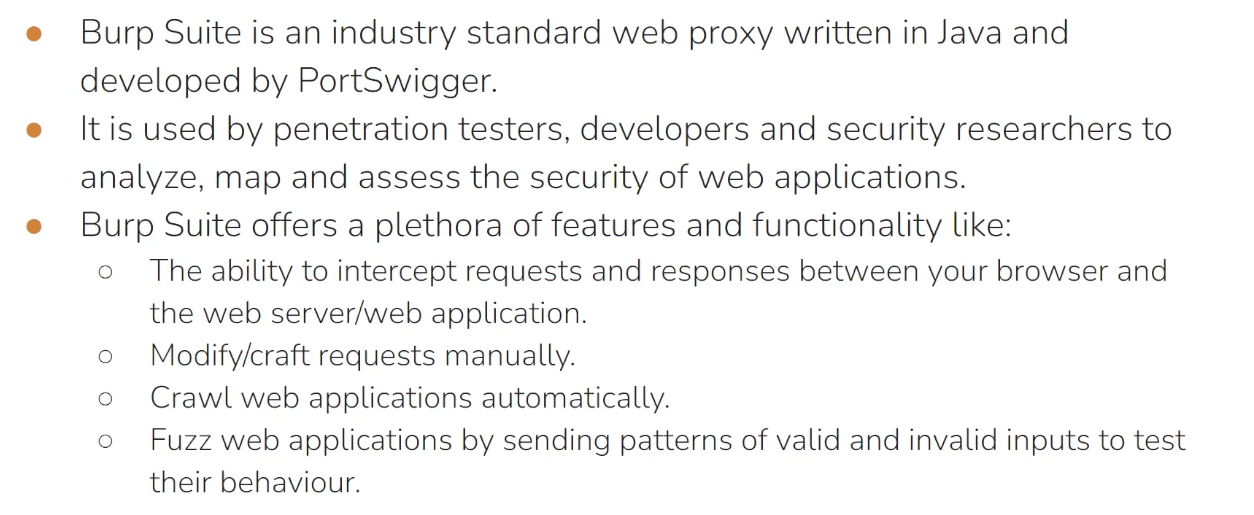 ● Burp Suite is an industry standard web proxy written in Java and
developed by PortSwigger.
● It is used by penetration testers, developers and security researchers to
analyze, map and assess the security of web applications.
● Burp Suite offers a plethora of features and functionality like:
○ The ability to intercept requests and responses between your browser and
the web server/web application.
○ Modify/craft requests manually.
○ Crawl web applications automatically.
○ Fuzz web applications by sending patterns of valid and invalid inputs to test
their behaviour.